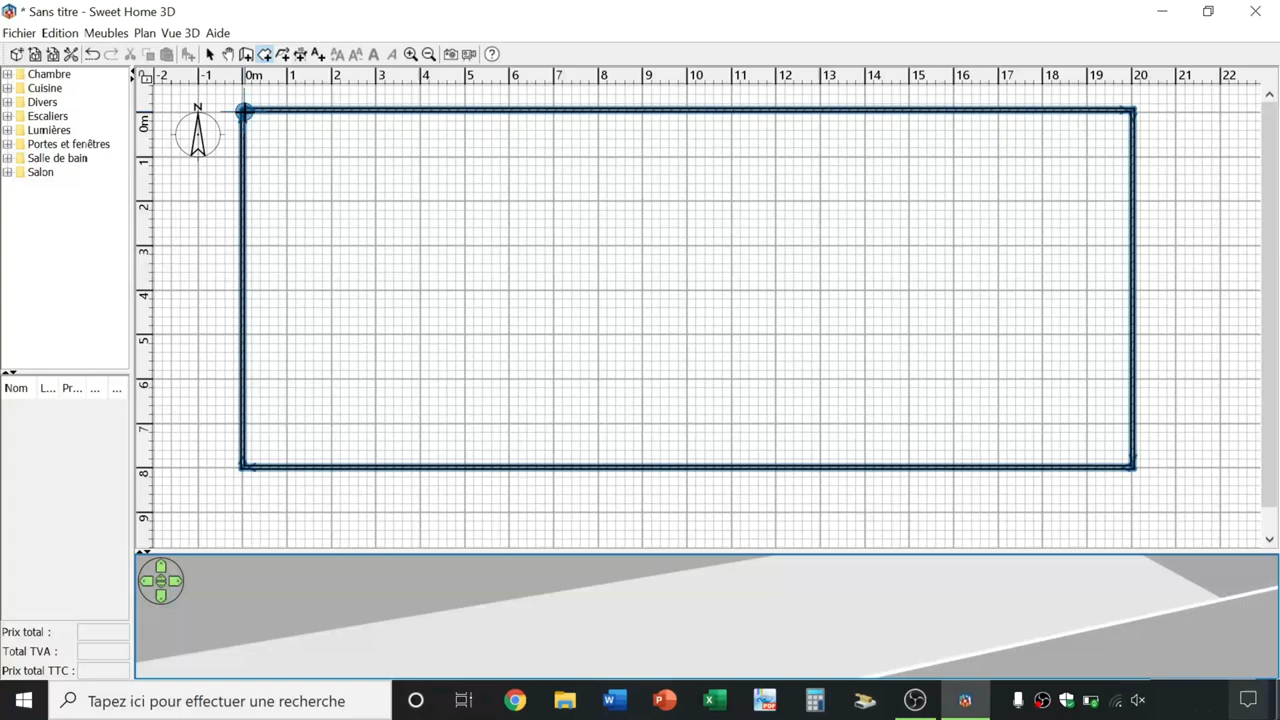 * Sans titre - Sweet Home 3D
Fichier Edition Meubles Plan Vue 3D Aide
-2 -1 0m 1 2 3 4 5 6 7 8 9 10 11 12 13 14 15 16 17 18 19 20 21 22
Chambre
Cuisine
Divers
Escaliers
Lumières
Portes et fenêtres
Salle de bain
Salon
N
0m
1
2
3
4
5
6
7
8
9
Nom L... Pr... ... ...
Prix total :
Total TVA :
Prix total TTC :
Tapez ici pour effectuer une recherche